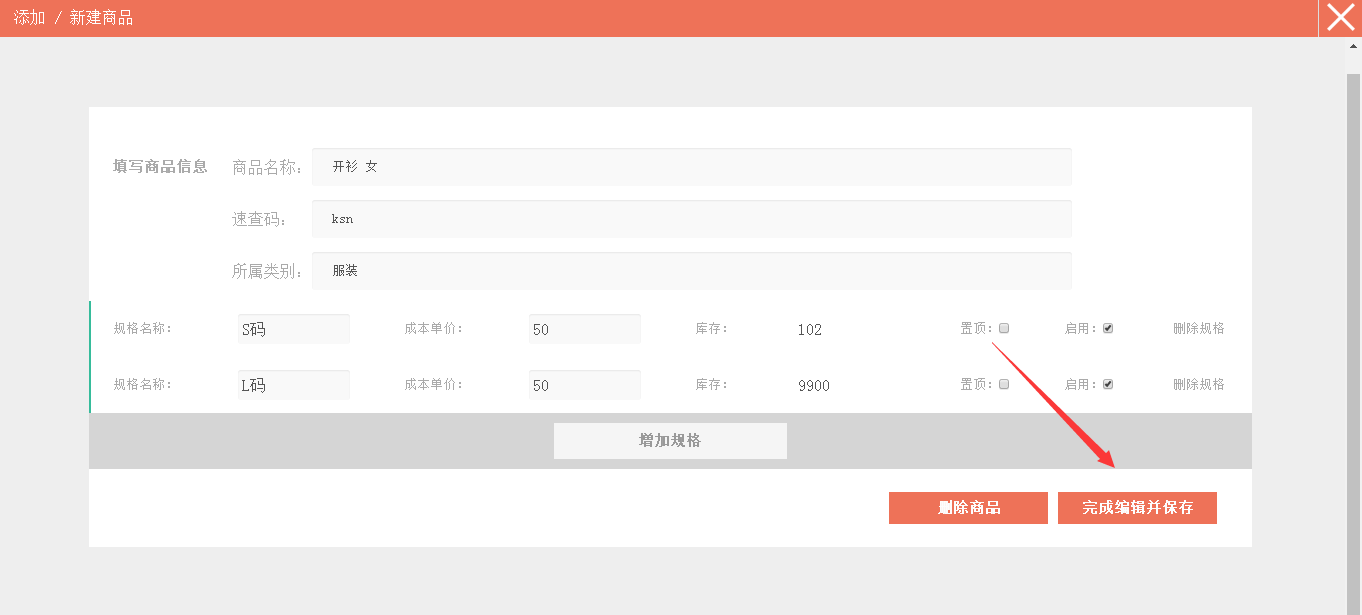 添加 / 新建商品
填写商品信息 商品名称: 开衫 女
速查码: ksn
所属类别: 服装
规格名称: S码 成本单价: 50 库存: 102 置顶: 启用: 删除规格
规格名称: L码 成本单价: 50 库存: 9900 置顶: 启用: 删除规格
增加规格
删除商品 完成编辑并保存